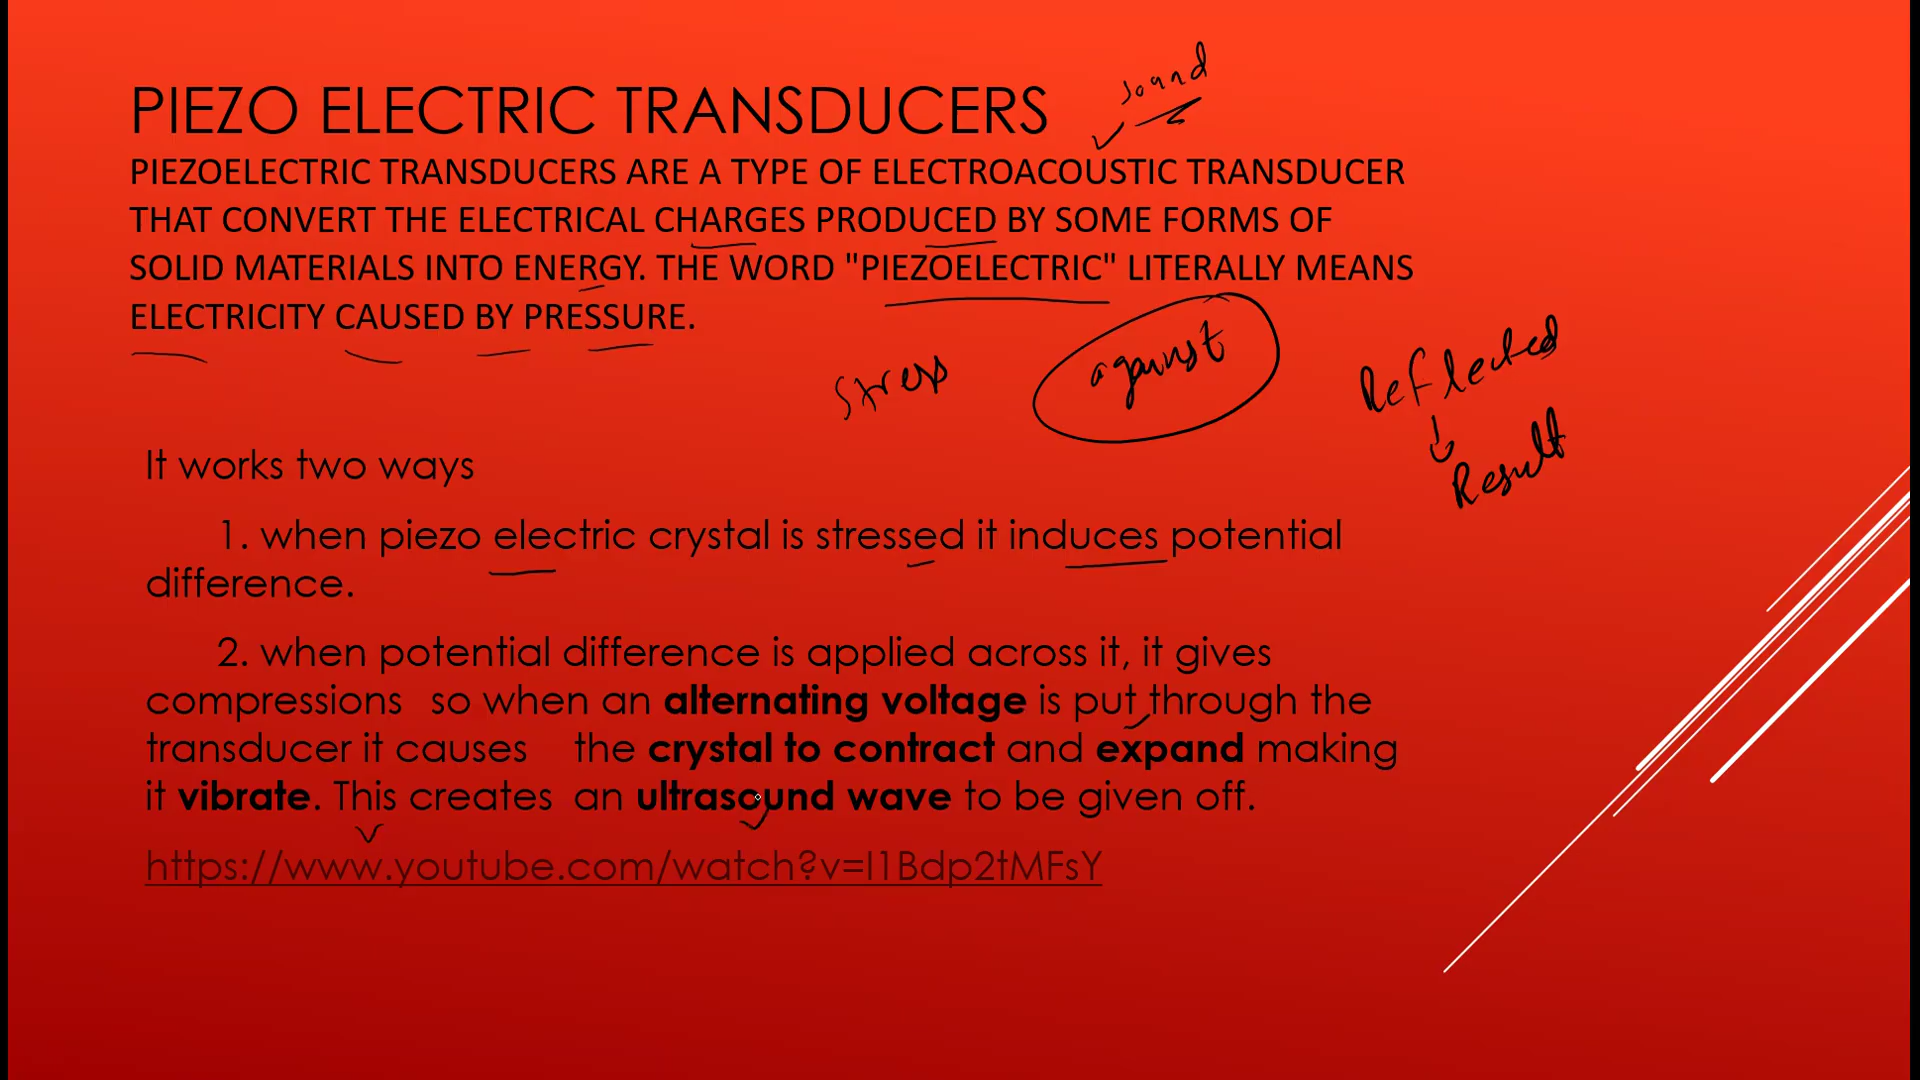 sound
PIEZO ELECTRIC TRANSDUCERS
PIEZOELECTRIC TRANSDUCERS ARE A TYPE OF ELECTROACOUSTIC TRANSDUCER
THAT CONVERT THE ELECTRICAL CHARGES PRODUCED BY SOME FORMS OF
SOLID MATERIALS INTO ENERGY. THE WORD "PIEZOELECTRIC" LITERALLY MEANS
ELECTRICITY CAUSED BY PRESSURE.
stress
against
Reflected
Result
It works two ways
1. when piezo electric crystal is stressed it induces potential
difference.
2. when potential difference is applied across it, it gives
compressions so when an alternating voltage is put through the
transducer it causes the crystal to contract and expand making
it vibrate. This creates an ultrasound wave to be given off.
https://www.youtube.com/watch?v=I1Bdp2tMFsY